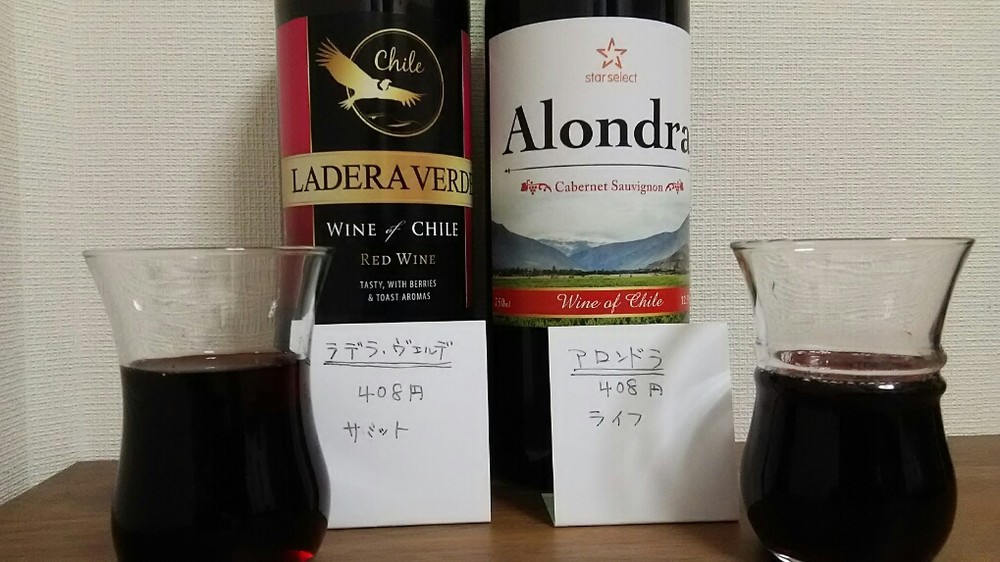 Chile
LADERA VERDE
WINE of CHILE
RED WINE
TASTY, WITH BERRIES
& TOAST AROMAS
ラデラ・ヴェルデ
408円
サミット
star select
Alondra
Cabernet Sauvignon
750ml
Wine of Chile
アロンドラ
408円
ライフ